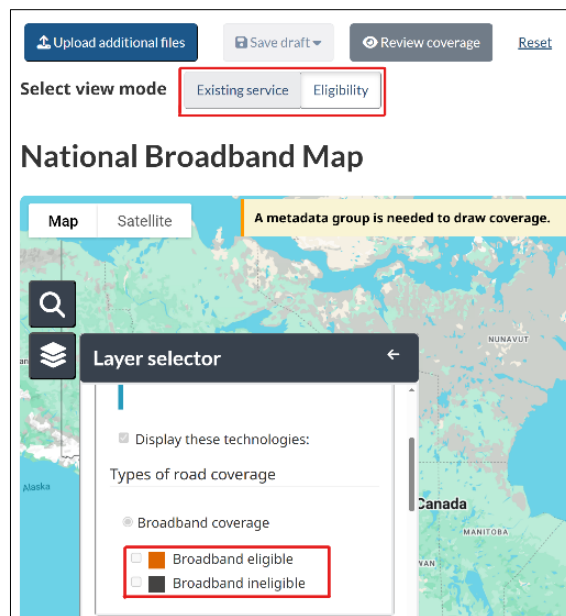 Upload additional files
Save draft
Review coverage
Reset
Select view mode
Existing service
Eligibility
National Broadband Map
Map
Satellite
A metadata group is needed to draw coverage.
NUNAVUT
Layer selector
Display these technologies:
Types of road coverage
Alaska
Canada
Broadband coverage
MANITOBA
Broadband eligible
WAN
Broadband ineligible